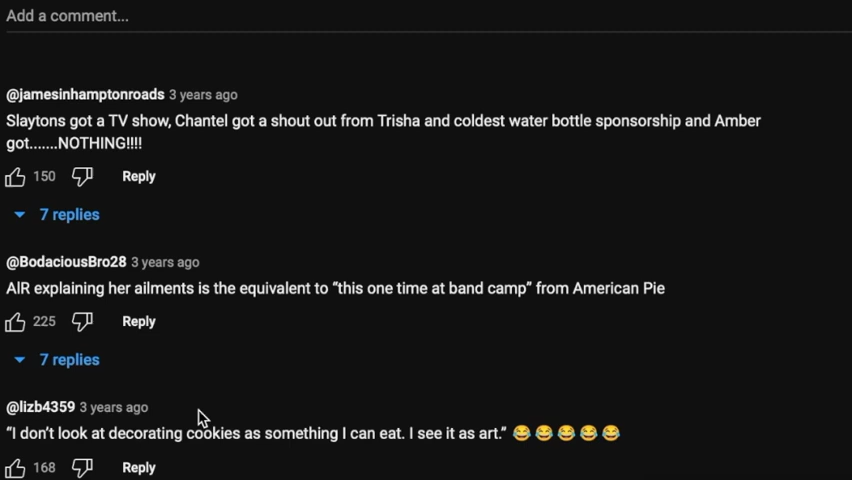 Add a comment...
@jamesinhamptonroads 3 years ago
Slaytons got a TV show, Chantel got a shout out from Trisha and coldest water bottle sponsorship and Amber
got.......NOTHING!!!!
150 Reply
7 replies
@BodaciousBro28 3 years ago
AlR explaining her ailments is the equivalent to “this one time at band camp” from American Pie
225 Reply
7 replies
@lizb4359 3 years ago
“I don’t look at decorating cookies as something I can eat. I see it as art.” 😂😂😂😂😂
168 Reply